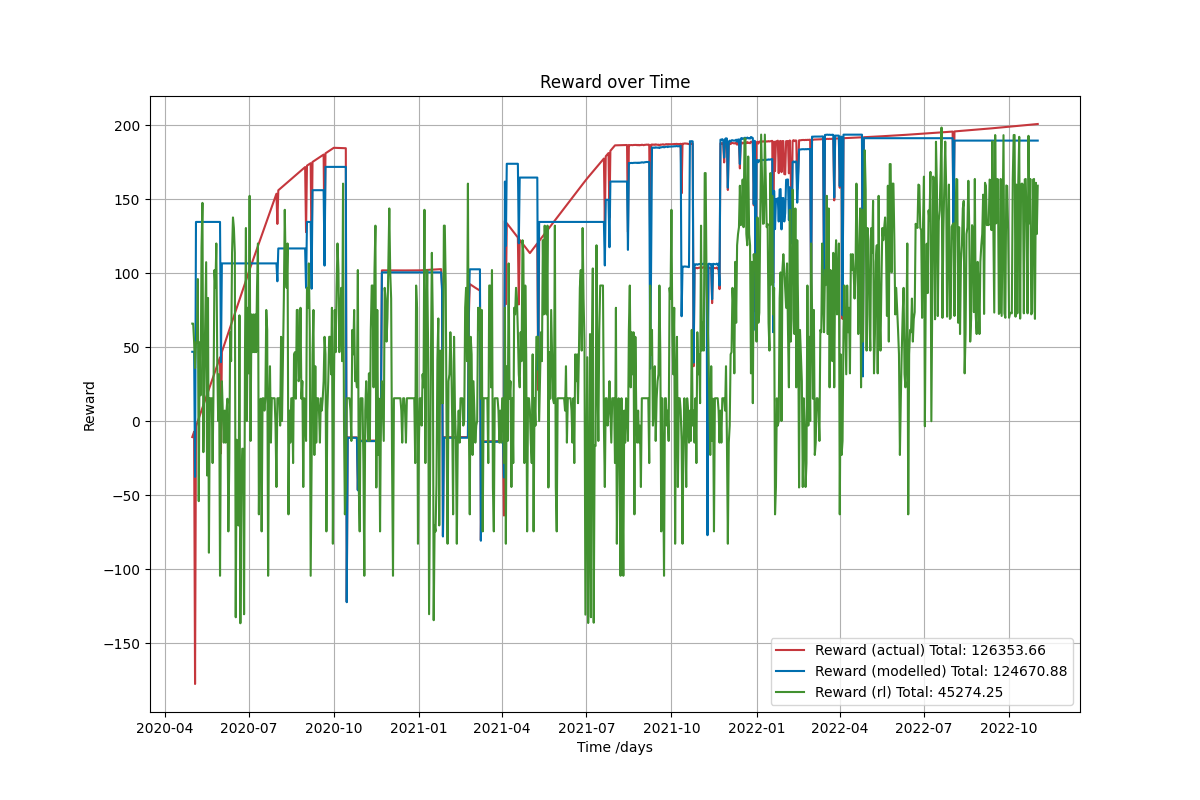 Reward over Time
200
150
100
50
0
−50
−100
−150
Reward
2020-04 2020-07 2020-10 2021-01 2021-04 2021-07 2021-10 2022-01 2022-04 2022-07 2022-10
Time /days
Reward (actual) Total: 126353.66
Reward (modelled) Total: 124670.88
Reward (rl) Total: 45274.25